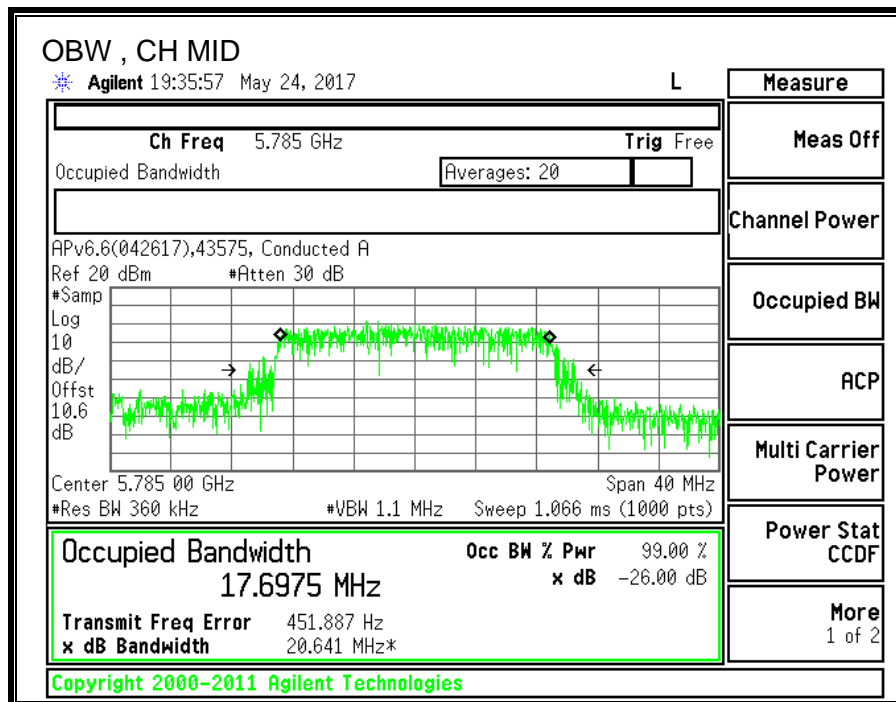 OBW , CH MID
Agilent 19:35:57 May 24, 2017 L
Measure
Ch Freq 5.785 GHz Trig Free
Meas Off
Occupied Bandwidth Averages: 20
Channel Power
APv6.6(042617),43575, Conducted A
Ref 20 dBm #Atten 30 dB
#Samp
Log
10
dB/
Offst
10.6
dB
Occupied BW
ACP
Multi Carrier
Power
Center 5.785 00 GHz Span 40 MHz
#Res BW 360 kHz #VBW 1.1 MHz Sweep 1.066 ms (1000 pts)
Power Stat
CCDF
Occupied Bandwidth Occ BW % Pwr 99.00 %
17.6975 MHz x dB -26.00 dB
Transmit Freq Error 451.887 Hz
x dB Bandwidth 20.641 MHz*
More
1 of 2
Copyright 2000-2011 Agilent Technologies